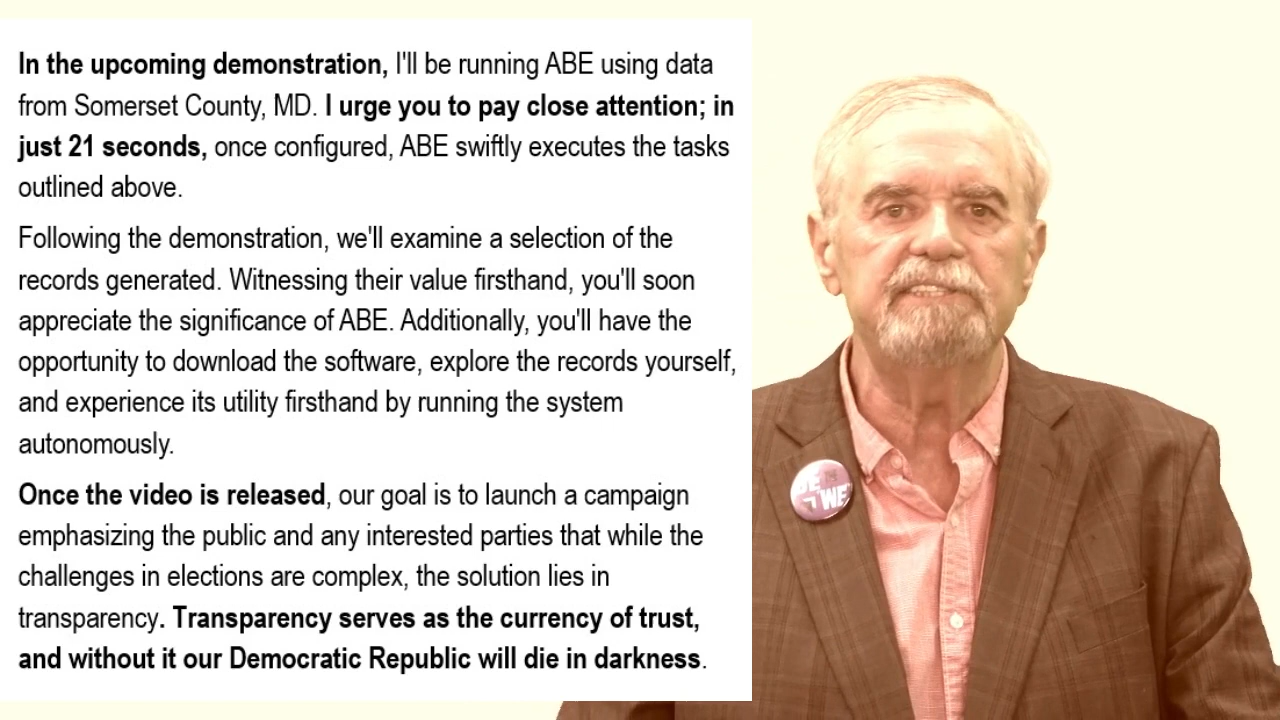 In the upcoming demonstration, I'll be running ABE using data
from Somerset County, MD. I urge you to pay close attention; in
just 21 seconds, once configured, ABE swiftly executes the tasks
outlined above.
Following the demonstration, we'll examine a selection of the
records generated. Witnessing their value firsthand, you'll soon
appreciate the significance of ABE. Additionally, you'll have the
opportunity to download the software, explore the records yourself,
and experience its utility firsthand by running the system
autonomously.
Once the video is released, our goal is to launch a campaign
emphasizing the public and any interested parties that while the
challenges in elections are complex, the solution lies in
transparency. Transparency serves as the currency of trust,
and without it our Democratic Republic will die in darkness.